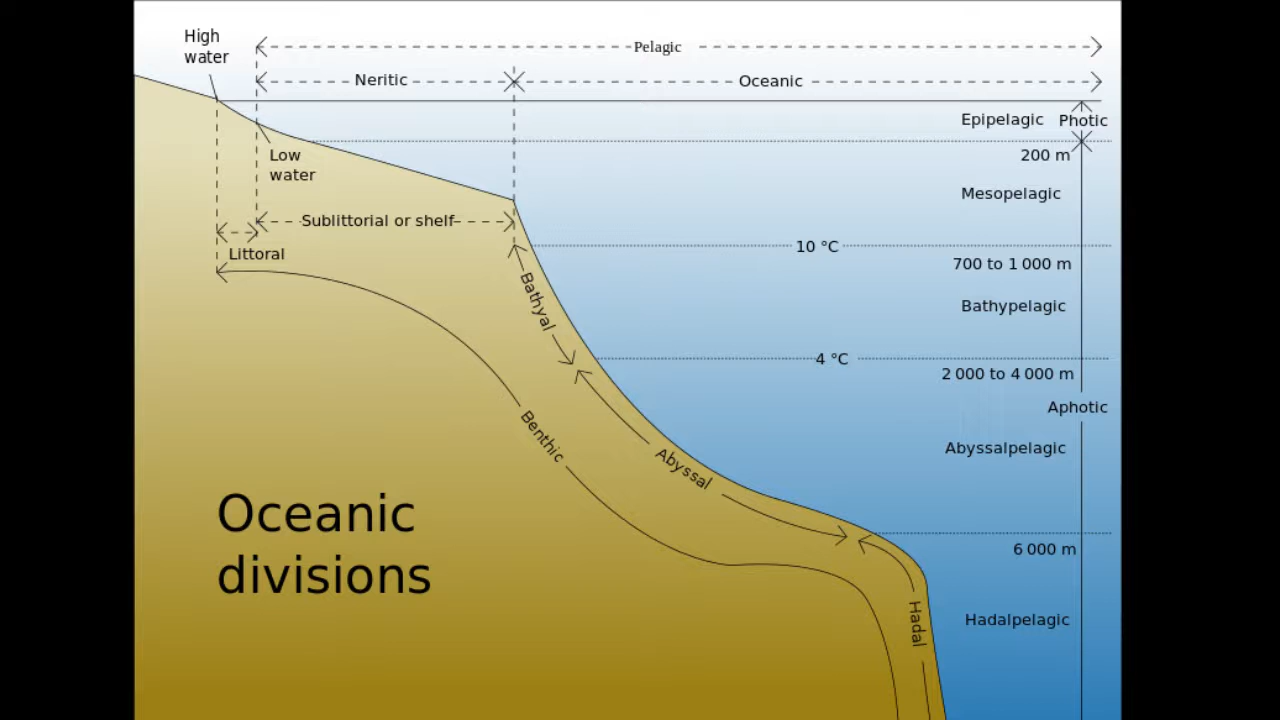 High
water
Pelagic
Neritic
Oceanic
Epipelagic
Photic
Low
water
200 m
Mesopelagic
Sublittorial or shelf
Littoral
10 °C
700 to 1 000 m
Bathyal
Bathypelagic
4 °C
2 000 to 4 000 m
Aphotic
Benthic
Abyssal
Abyssalpelagic
Oceanic
divisions
6 000 m
Hadal
Hadalpelagic